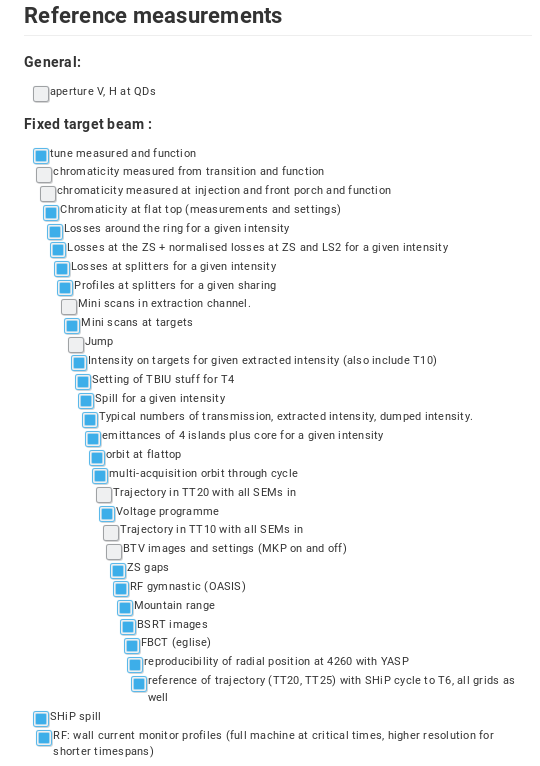 Reference measurements
General:
aperture V, H at QDs
Fixed target beam :
tune measured and function
chromaticity measured from transition and function
chromaticity measured at injection and front porch and function
Chromaticity at flat top (measurements and settings)
Losses around the ring for a given intensity
Losses at the ZS + normalised losses at ZS and LS2 for a given intensity
Losses at splitters for a given intensity
Profiles at splitters for a given sharing
Mini scans in extraction channel.
Mini scans at targets
Jump
Intensity on targets for given extracted intensity (also include T10)
Setting of TBIU stuff for T4
Spill for a given intensity
Typical numbers of transmission, extracted intensity, dumped intensity.
emittances of 4 islands plus core for a given intensity
orbit at flattop
multi-acquisition orbit through cycle
Trajectory in TT20 with all SEMs in
Voltage programme
Trajectory in TT10 with all SEMs in
BTV images and settings (MKP on and off)
ZS gaps
RF gymnastic (OASIS)
Mountain range
BSRT images
FBCT (eglise)
reproducibility of radial position at 4260 with YASP
reference of trajectory (TT20, TT25) with SHiP cycle to T6, all grids as
well
SHiP spill
RF: wall current monitor profiles (full machine at critical times, higher resolution for
shorter timespans)